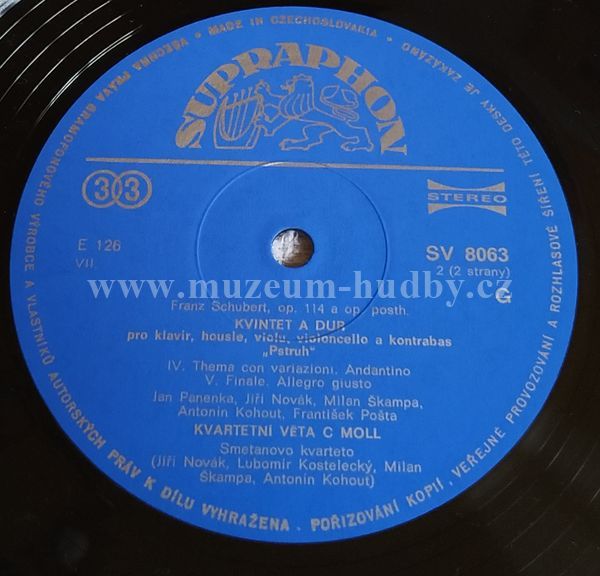 MADE IN CZECHOSLOVAKIA • VŠECHNA PRÁVA GRAMOFONOVÉHO VÝROBCE A VLASTNÍKŮ AUTORSKÝCH PRÁV K DÍLU VYHRAŽENA . POŘIZOVÁNÍ KOPIÍ , VEŘEJNÉ PROVOZOVÁNÍ A ROZHLASOVÉ ŠÍŘENÍ TÉTO DESKY JE ZAKÁZÁNO •
SUPRAPHON
33
STEREO
E 126
SV 8063
VII.
2 (2 strany)
G
www.muzeum-hudby.cz
Franz Schubert, op. 114 a op. posth.
KVINTET A DUR
pro klavír, housle, violu, violoncello a kontrabas
„Pstruh“
IV. Thema con variazioni. Andantino
V. Finale. Allegro giusto
Jan Panenka, Jiří Novák, Milan Škampa,
Antonín Kohout, František Pošta
KVARTETNÍ VĚTA C MOLL
Smetanovo kvarteto
(Jiří Novák, Lubomír Kostelecký, Milan
Škampa, Antonín Kohout)